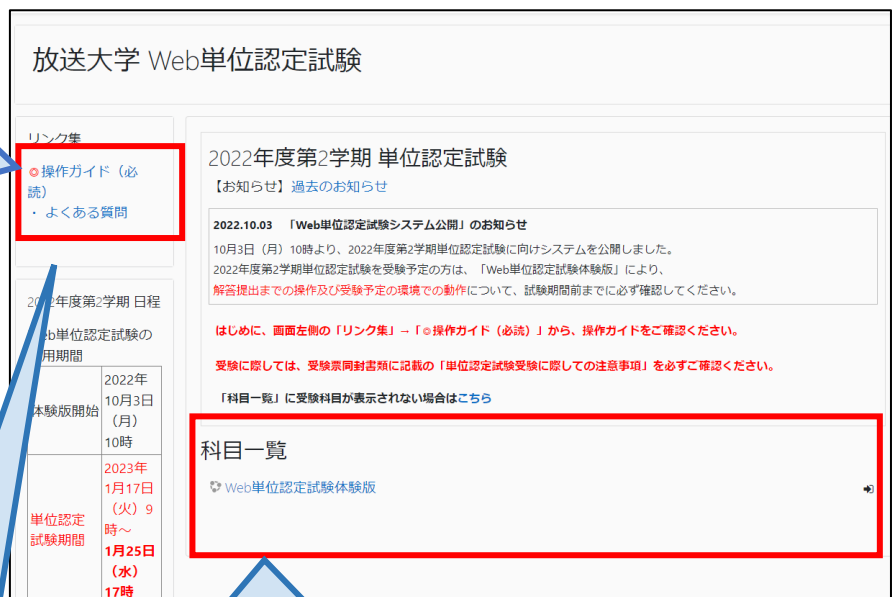 放送大学 Web単位認定試験
リンク集
◎操作ガイド（必
読）
・ よくある質問
年度第2学期 日程
単位認定試験の
用期間
体験版開始
2022年
10月3日
（月）
10時
単位認定
試験期間
2023年
1月17日
（火）9
時～
1月25日
（水）
17時
2022年度第2学期 単位認定試験
【お知らせ】過去のお知らせ
2022.10.03 「Web単位認定試験システム公開」のお知らせ
10月3日（月）10時より、2022年度第2学期単位認定試験に向けシステムを公開しました。
2022年度第2学期単位認定試験を受験予定の方は、「Web単位認定試験体験版」により、
解答提出までの操作及び受験予定の環境での動作について、試験期間前までに必ず確認してください。
はじめに、画面左側の「リンク集」→「◎操作ガイド（必読）」から、操作ガイドをご確認ください。
受験に際しては、受験票同封書類に記載の「単位認定試験受験に際しての注意事項」を必ずご確認ください。
「科目一覧」に受験科目が表示されない場合はこちら
科目一覧
Web単位認定試験体験版